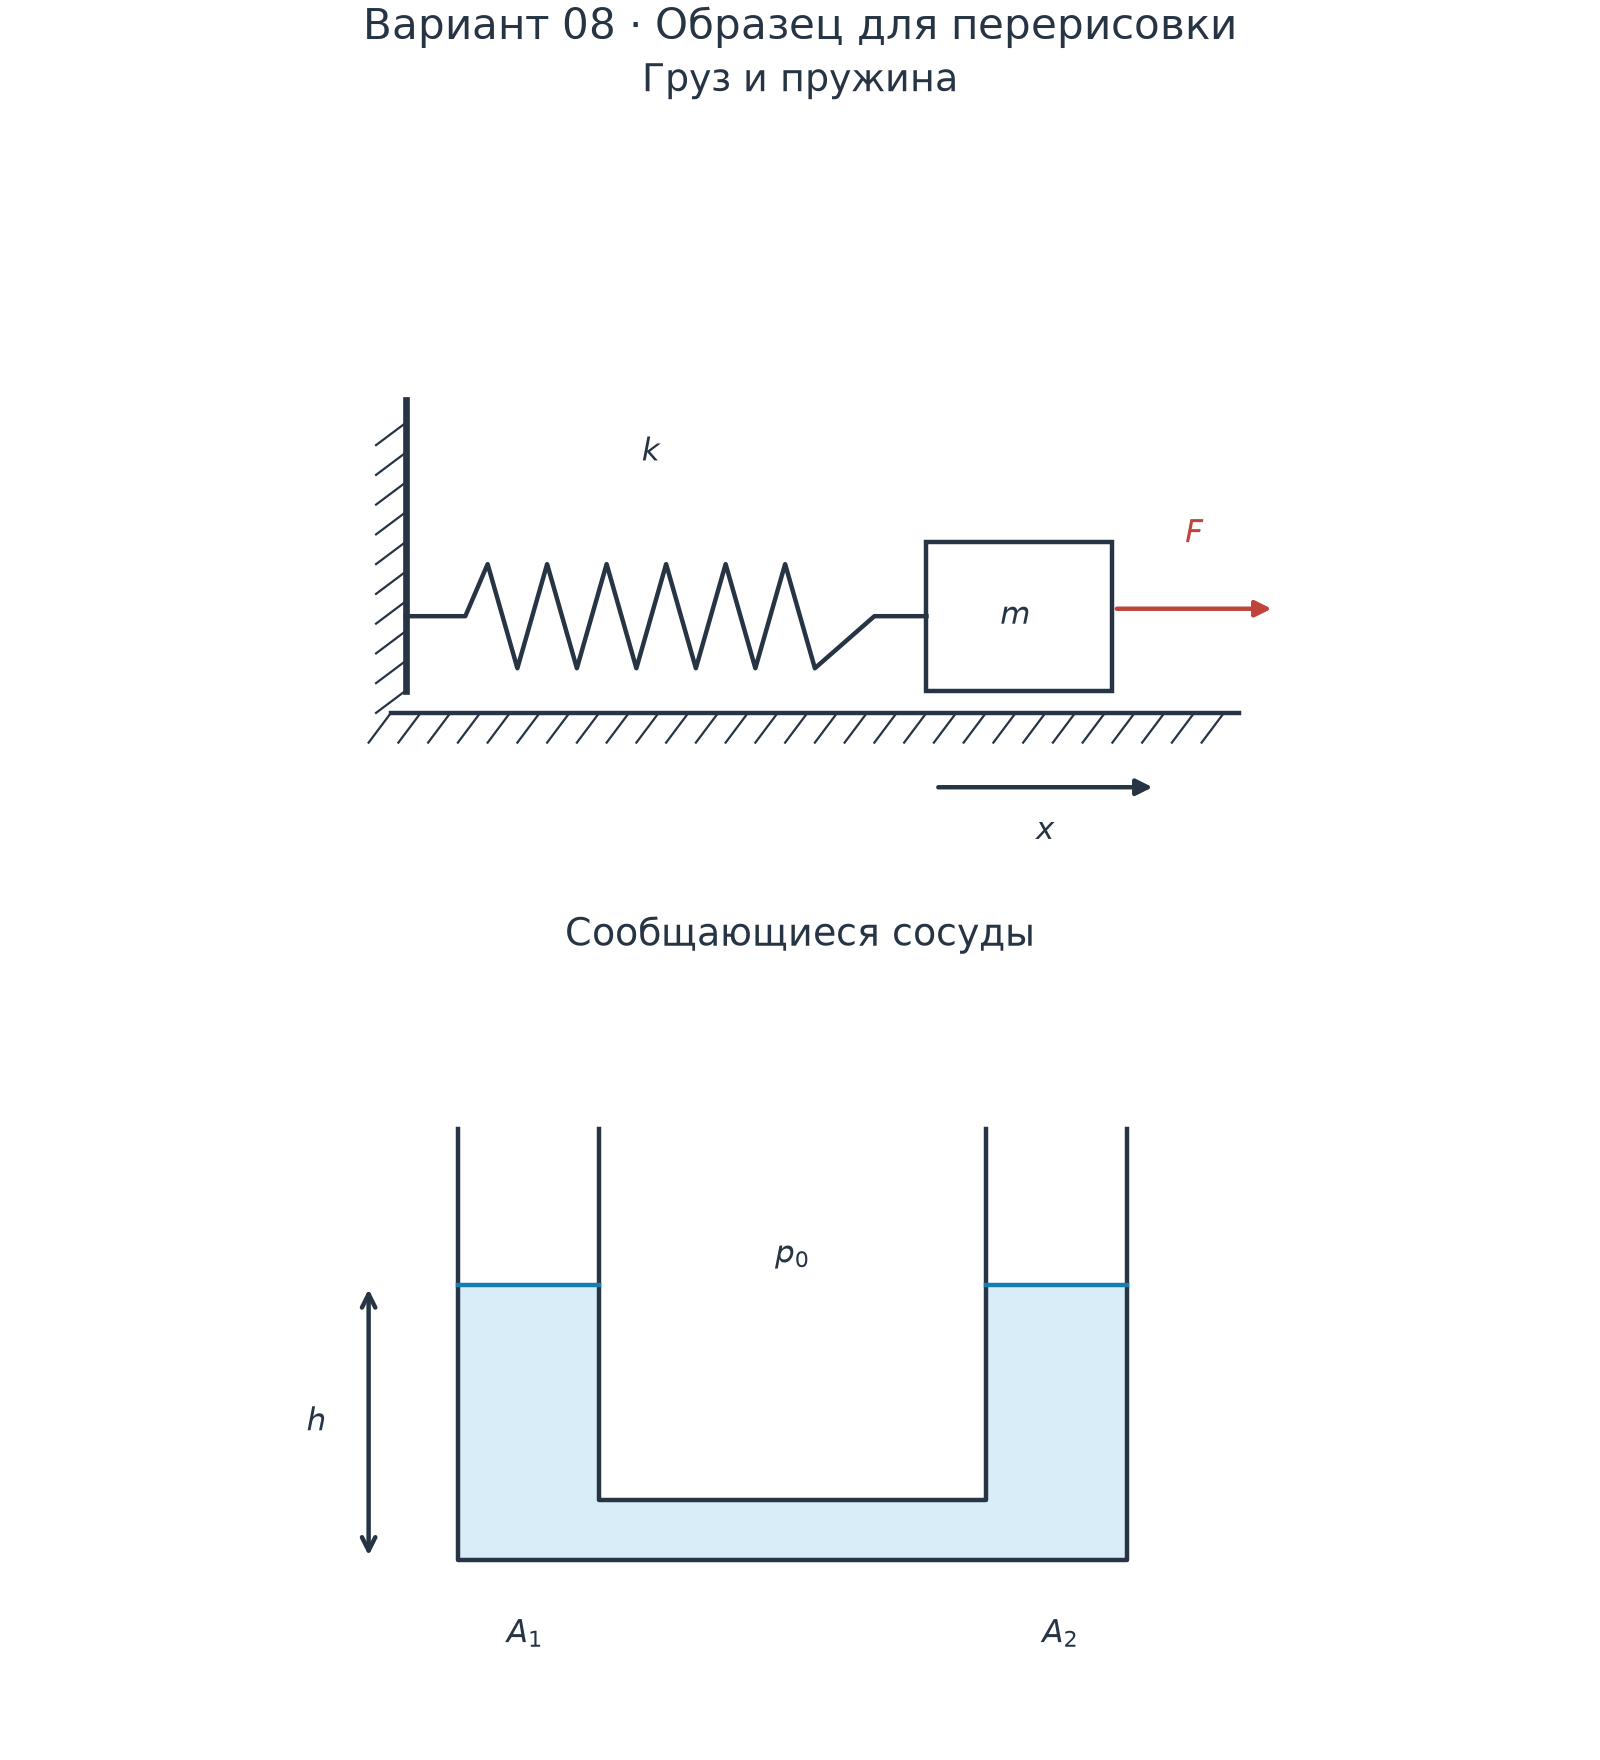 Вариант 08 · Образец для перерисовки
Груз и пружина
k
F
m
x
Сообщающиеся сосуды
p₀
h
A₁
A₂